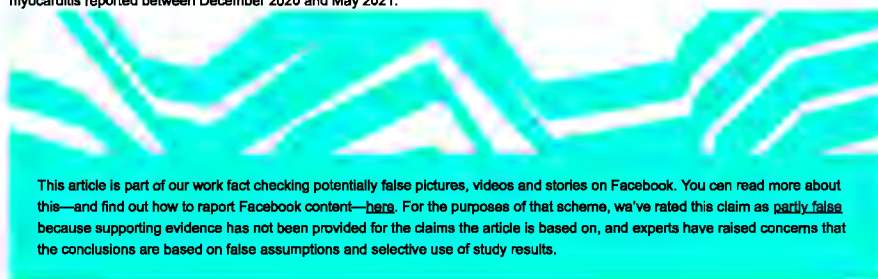 myocarditis reported between December 2020 and May 2021.
This article is part of our work fact checking potentially false pictures, videos and stories on Facebook. You can read more about
this—and find out how to raport Facebook content—here. For the purposes of that scheme, we've rated this claim as partly false
because supporting evidence has not been provided for the claims the article is based on, and experts have raised concerns that
the conclusions are based on false assumptions and selective use of study results.